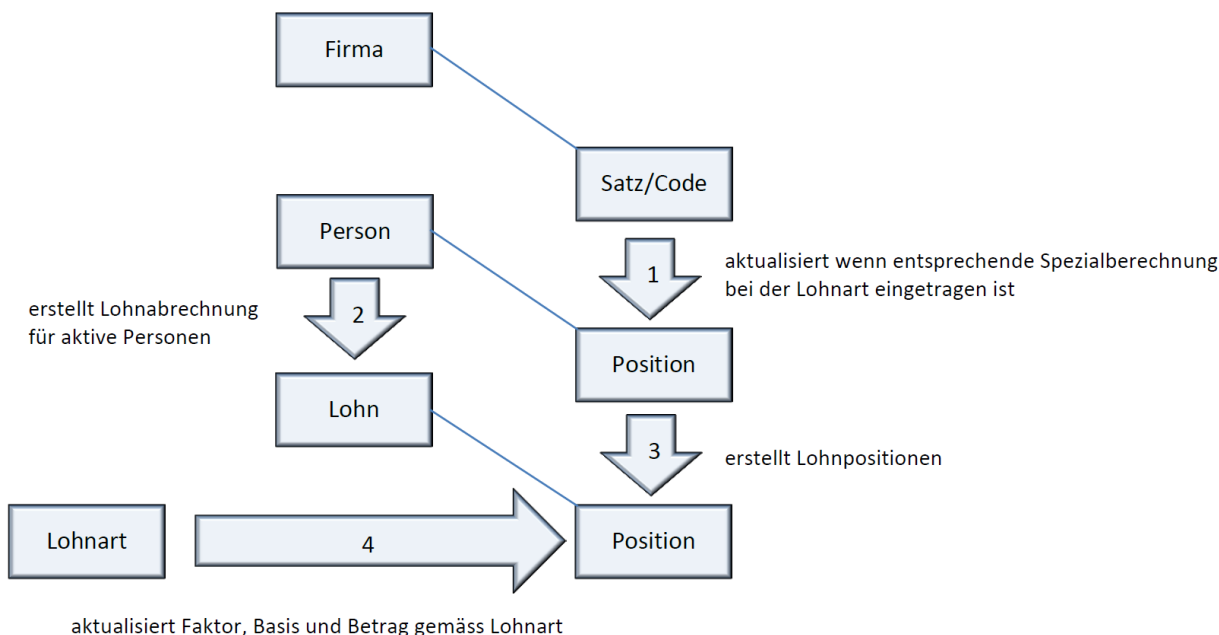 Firma
Satz/Code
Person
1
aktualisiert wenn entsprechende Spezialberechnung
bei der Lohnart eingetragen ist
erstellt Lohnabrechnung
für aktive Personen
2
Position
Lohn
3
erstellt Lohnpositionen
Lohnart
4
Position
aktualisiert Faktor, Basis und Betrag gemäss Lohnart